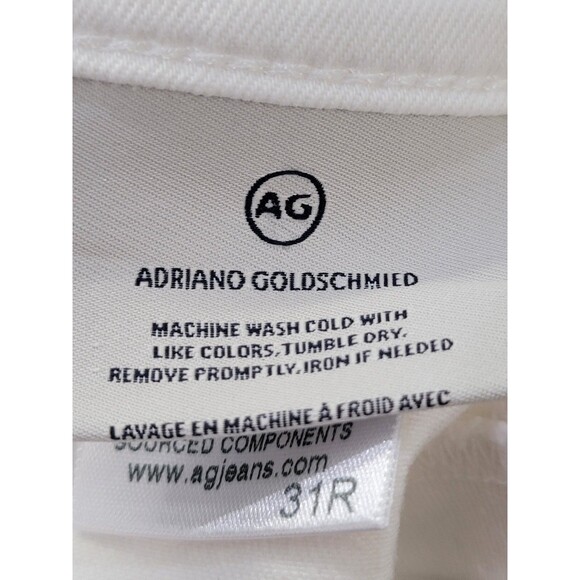 AG
ADRIANO GOLDSCHMIED
MACHINE WASH COLD WITH
LIKE COLORS, TUMBLE DRY.
REMOVE PROMPTLY, IRON IF NEEDED
LAVAGE EN MACHINE À FROID AVEC
SOURCED COMPONENTS
www.agjeans.com
31R